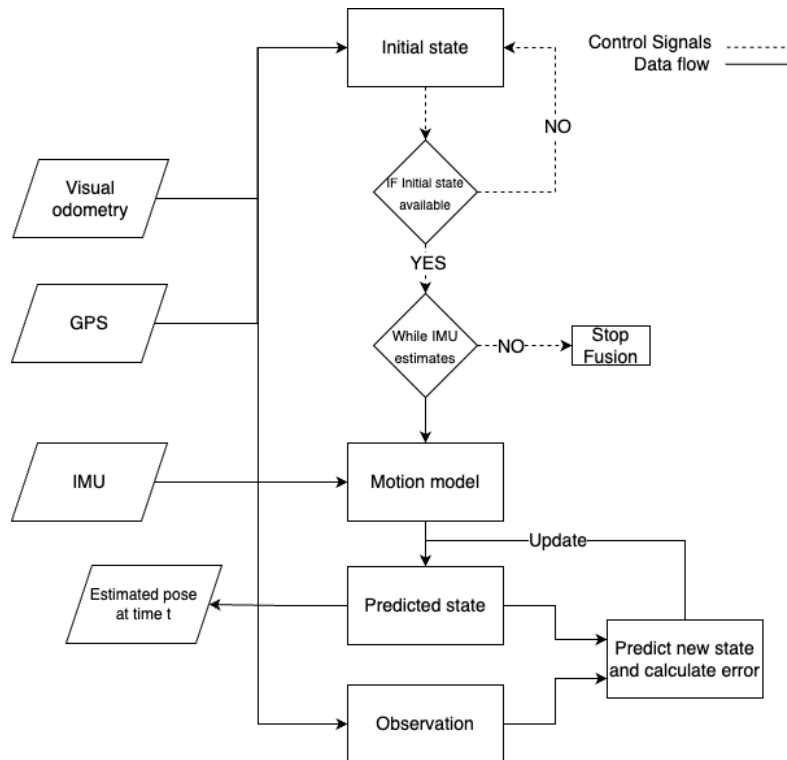 Initial state
Control Signals
Data flow
NO
Visual
odometry
IF Initial state
available
YES
GPS
While IMU
estimates
NO
Stop
Fusion
IMU
Motion model
Update
Estimated pose
at time t
Predicted state
Predict new state
and calculate error
Observation